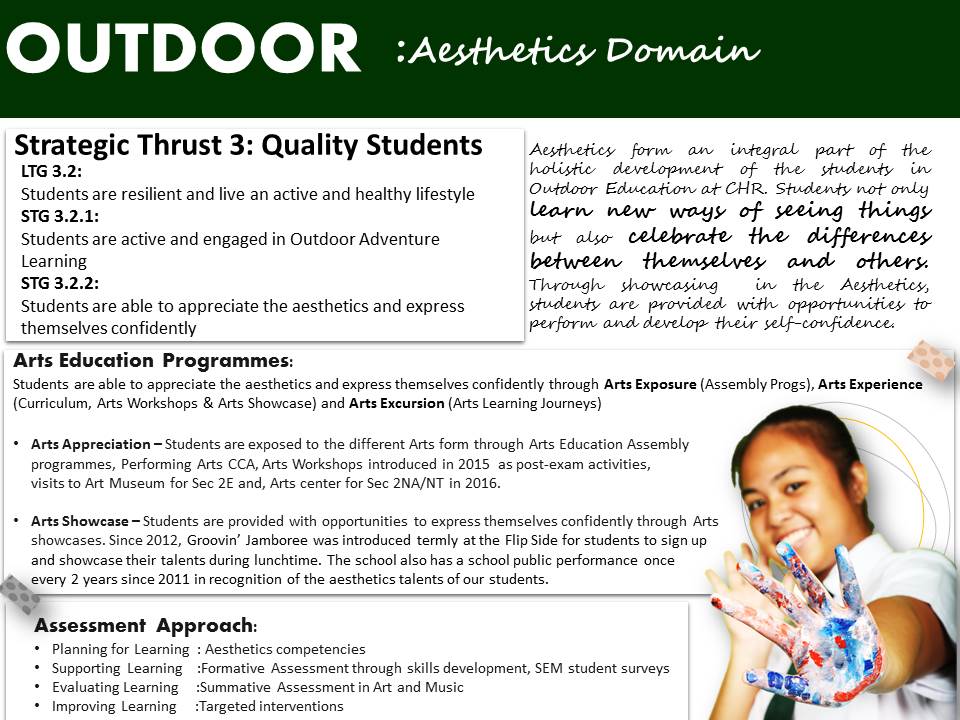 OUTDOOR :Aesthetics Domain
Strategic Thrust 3: Quality Students
LTG 3.2:
Students are resilient and live an active and healthy lifestyle
STG 3.2.1:
Students are active and engaged in Outdoor Adventure
Learning
STG 3.2.2:
Students are able to appreciate the aesthetics and express
themselves confidently
Aesthetics form an integral part of the
holistic development of the students in
Outdoor Education at CHR. Students not only
learn new ways of seeing things
but also celebrate the differences
between themselves and others.
Through showcasing in the Aesthetics,
students are provided with opportunities to
perform and develop their self-confidence.
Arts Education Programmes:
Students are able to appreciate the aesthetics and express themselves confidently through Arts Exposure (Assembly Progs), Arts Experience
(Curriculum, Arts Workshops & Arts Showcase) and Arts Excursion (Arts Learning Journeys)
• Arts Appreciation – Students are exposed to the different Arts form through Arts Education Assembly
programmes, Performing Arts CCA, Arts Workshops introduced in 2015 as post-exam activities,
visits to Art Museum for Sec 2E and, Arts center for Sec 2NA/NT in 2016.
• Arts Showcase – Students are provided with opportunities to express themselves confidently through Arts
showcases. Since 2012, Groovin’ Jamboree was introduced termly at the Flip Side for students to sign up
and showcase their talents during lunchtime. The school also has a school public performance once
every 2 years since 2011 in recognition of the aesthetics talents of our students.
Assessment Approach:
• Planning for Learning : Aesthetics competencies
• Supporting Learning :Formative Assessment through skills development, SEM student surveys
• Evaluating Learning :Summative Assessment in Art and Music
• Improving Learning :Targeted interventions